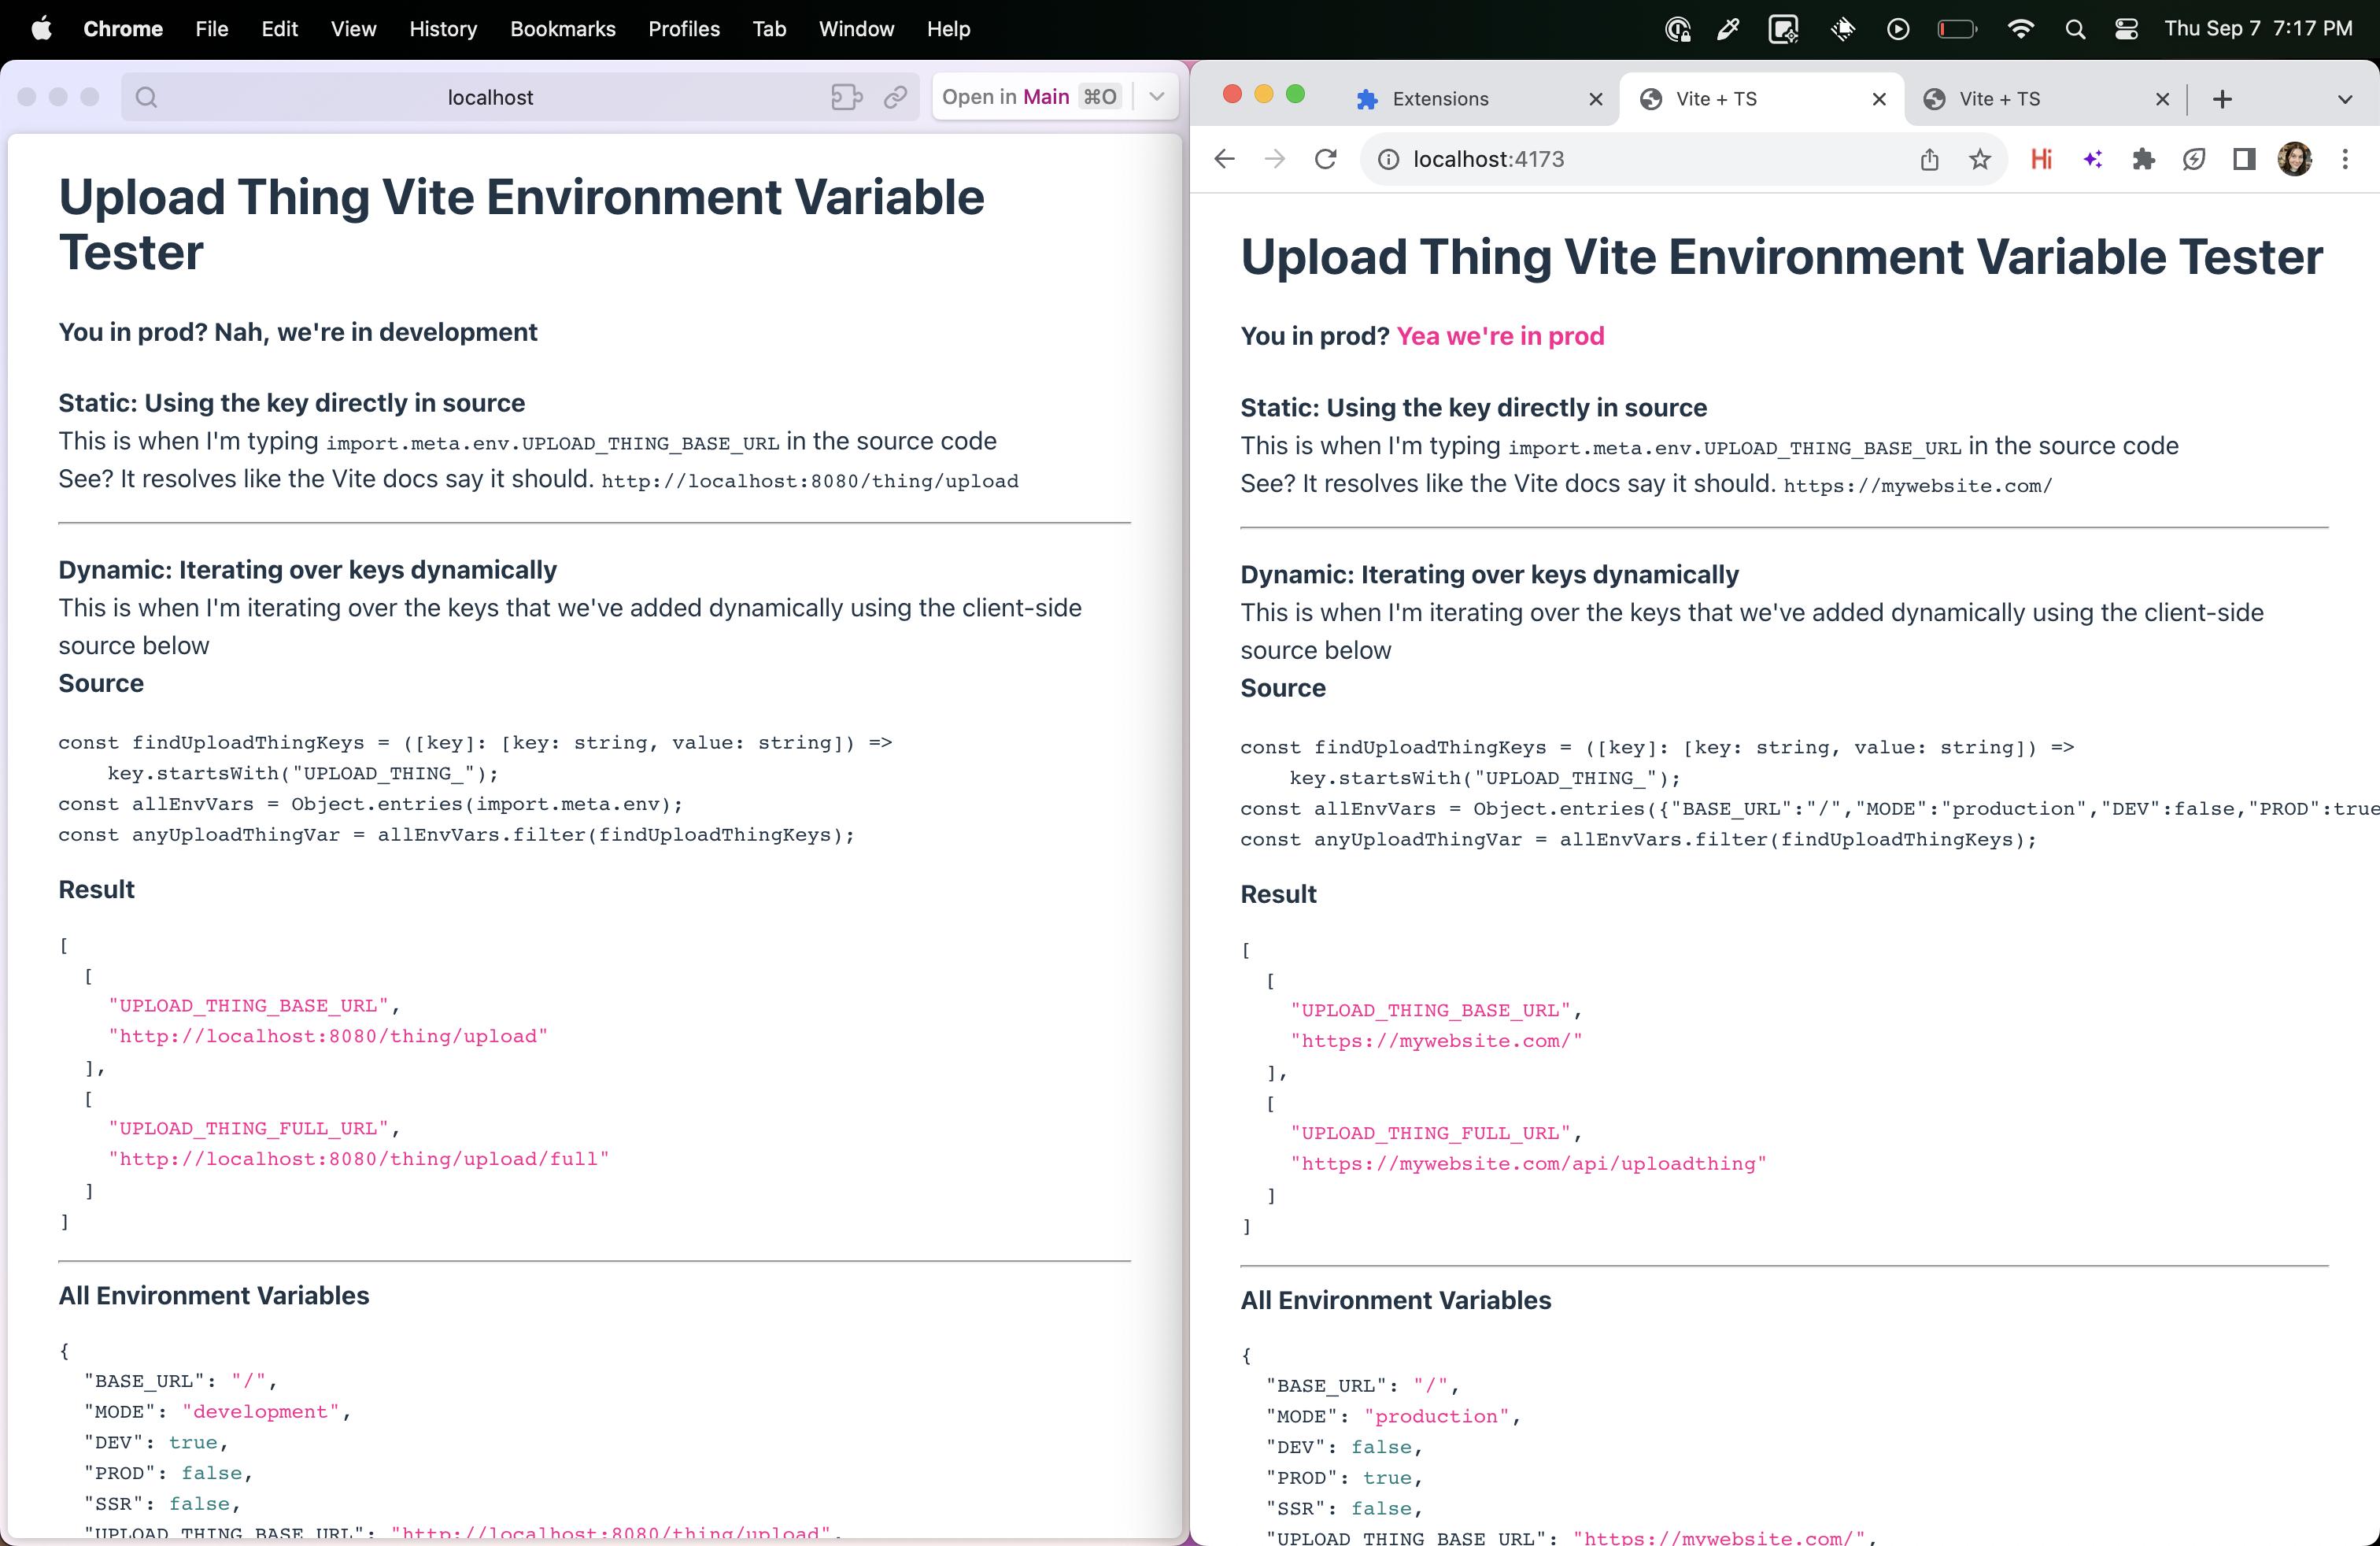 Chrome File Edit View History Bookmarks Profiles Tab Window Help Thu Sep 7 7:17 PM
localhost Open in Main ⌘O
Upload Thing Vite Environment Variable
Tester
You in prod? Nah, we're in development
Static: Using the key directly in source
This is when I'm typing import.meta.env.UPLOAD_THING_BASE_URL in the source code
See? It resolves like the Vite docs say it should. http://localhost:8080/thing/upload
Dynamic: Iterating over keys dynamically
This is when I'm iterating over the keys that we've added dynamically using the client-side
source below
Source
const findUploadThingKeys = ([key]: [key: string, value: string]) =>
    key.startsWith("UPLOAD_THING_");
const allEnvVars = Object.entries(import.meta.env);
const anyUploadThingVar = allEnvVars.filter(findUploadThingKeys);
Result
[
  [
    "UPLOAD_THING_BASE_URL",
    "http://localhost:8080/thing/upload"
  ],
  [
    "UPLOAD_THING_FULL_URL",
    "http://localhost:8080/thing/upload/full"
  ]
]
All Environment Variables
{
  "BASE_URL": "/",
  "MODE": "development",
  "DEV": true,
  "PROD": false,
  "SSR": false,
  "UPLOAD_THING_BASE_URL": "http://localhost:8080/thing/upload",
Extensions Vite + TS Vite + TS
localhost:4173 Hi
Upload Thing Vite Environment Variable Tester
You in prod? Yea we're in prod
Static: Using the key directly in source
This is when I'm typing import.meta.env.UPLOAD_THING_BASE_URL in the source code
See? It resolves like the Vite docs say it should. https://mywebsite.com/
Dynamic: Iterating over keys dynamically
This is when I'm iterating over the keys that we've added dynamically using the client-side
source below
Source
const findUploadThingKeys = ([key]: [key: string, value: string]) =>
    key.startsWith("UPLOAD_THING_");
const allEnvVars = Object.entries({"BASE_URL":"/","MODE":"production","DEV":false,"PROD":true
const anyUploadThingVar = allEnvVars.filter(findUploadThingKeys);
Result
[
  [
    "UPLOAD_THING_BASE_URL",
    "https://mywebsite.com/"
  ],
  [
    "UPLOAD_THING_FULL_URL",
    "https://mywebsite.com/api/uploadthing"
  ]
]
All Environment Variables
{
  "BASE_URL": "/",
  "MODE": "production",
  "DEV": false,
  "PROD": true,
  "SSR": false,
  "UPLOAD_THING_BASE_URL": "https://mywebsite.com/",